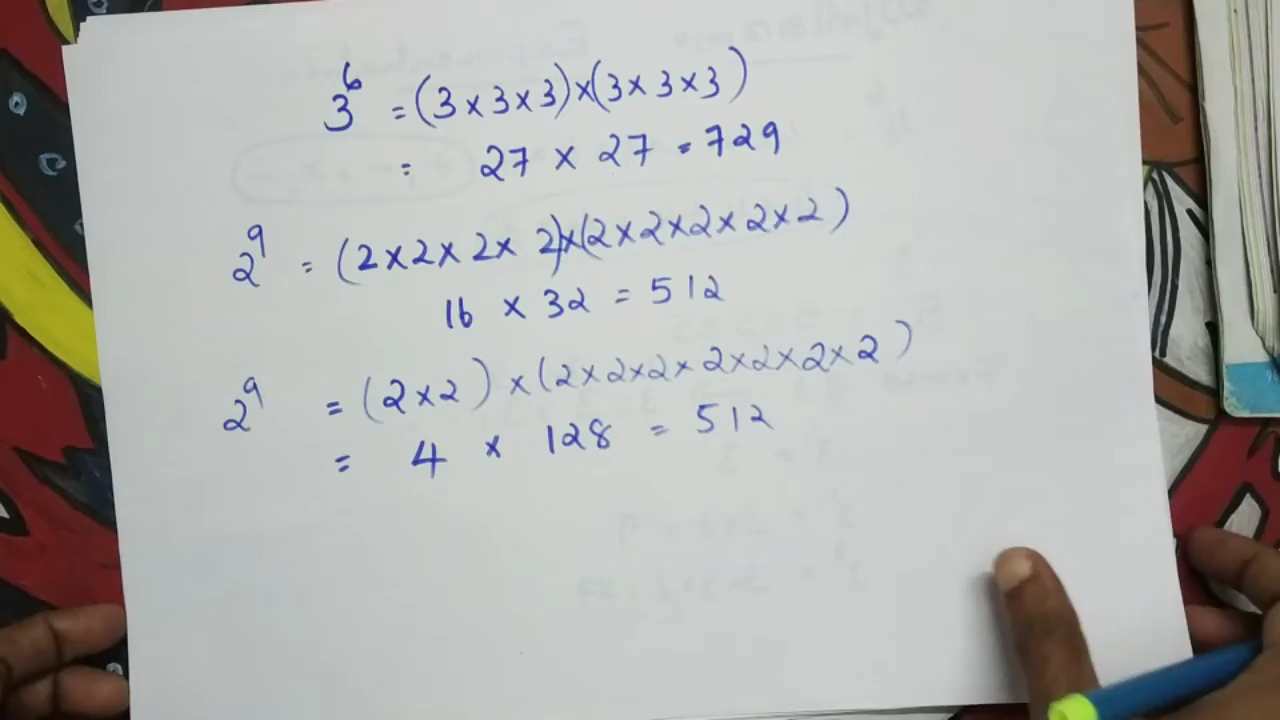 3⁶ = (3 × 3 × 3) × (3 × 3 × 3)
= 27 × 27 = 729
2⁹ = (2 × 2 × 2 × 2) × (2 × 2 × 2 × 2 × 2)
16 × 32 = 512
2⁹ = (2 × 2) × (2 × 2 × 2 × 2 × 2 × 2 × 2)
= 4 × 128 = 512